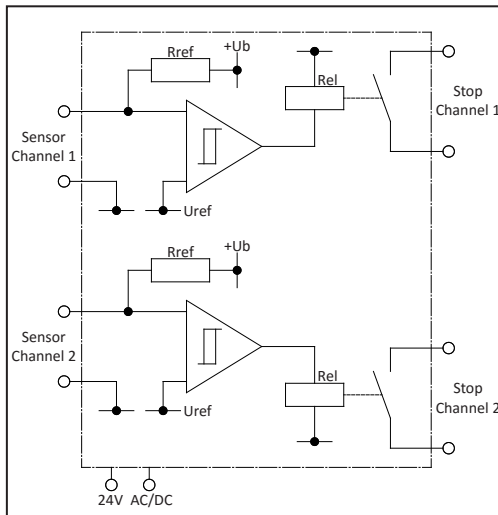 Rref
+Ub
Rel
Stop
Channel 1
Sensor
Channel 1
Uref
+Ub
Rref
Sensor
Channel 2
Rel
Stop
Channel 2
Uref
24V AC/DC